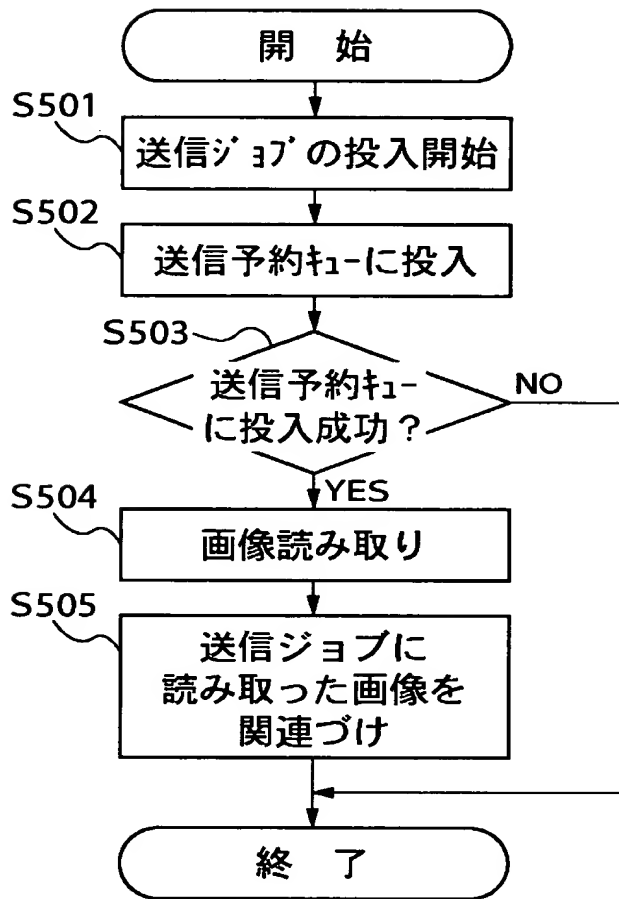 開 始
S501
送信ｼﾞｮﾌﾞの投入開始
S502
送信予約ｷｭｰに投入
S503
送信予約ｷｭｰ
に投入成功？
NO
YES
S504
画像読み取り
S505
送信ジョブに
読み取った画像を
関連づけ
終 了